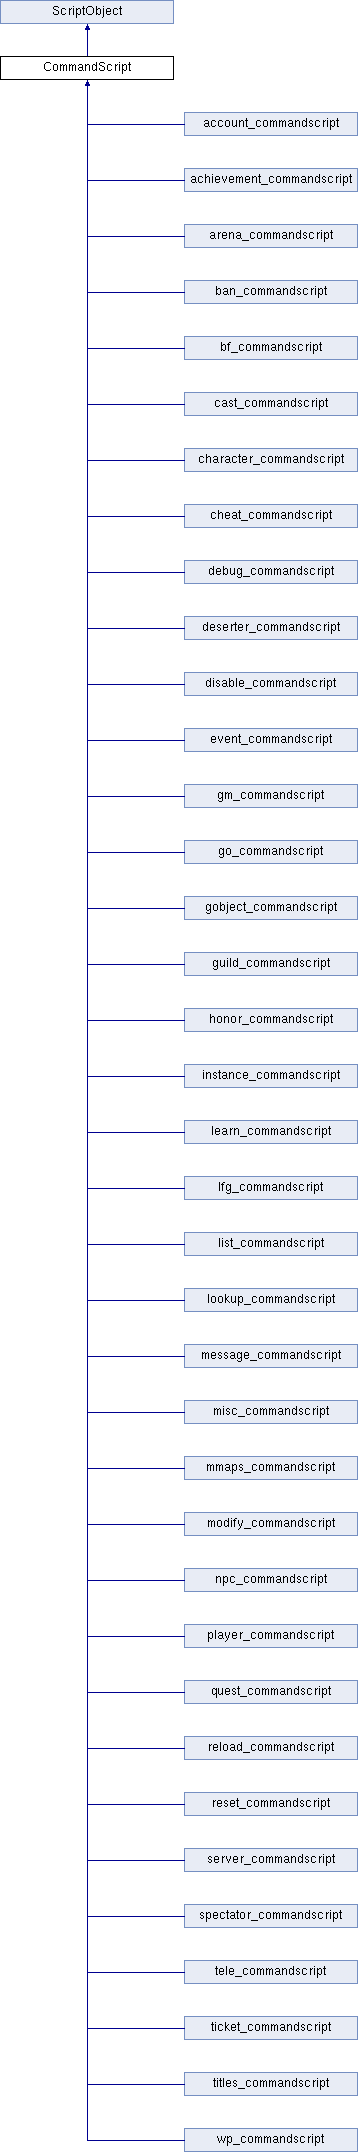 ScriptObject
CommandScript
account_commandscript
achievement_commandscript
arena_commandscript
ban_commandscript
bf_commandscript
cast_commandscript
character_commandscript
cheat_commandscript
debug_commandscript
deserter_commandscript
disable_commandscript
event_commandscript
gm_commandscript
go_commandscript
gobject_commandscript
guild_commandscript
honor_commandscript
instance_commandscript
learn_commandscript
lfg_commandscript
list_commandscript
lookup_commandscript
message_commandscript
misc_commandscript
mmaps_commandscript
modify_commandscript
npc_commandscript
player_commandscript
quest_commandscript
reload_commandscript
reset_commandscript
server_commandscript
spectator_commandscript
tele_commandscript
ticket_commandscript
titles_commandscript
wp_commandscript